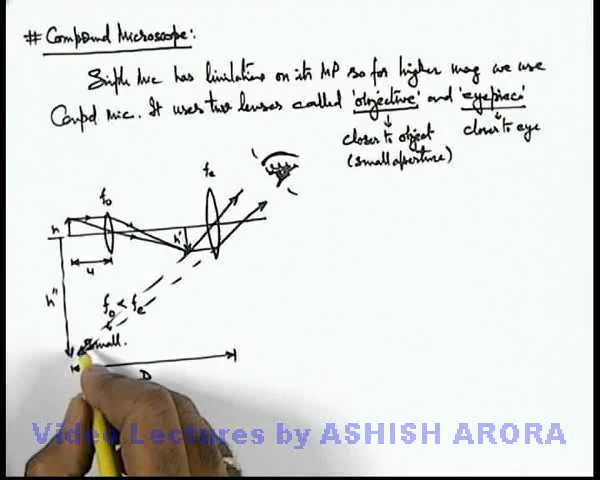 # Compound Microscope:
Simple Mic has limitations on its MP so for higher mag we use
Compd Mic. It uses two lenses called 'objective' and 'eyepiece'
closer to object closer to eye
(small aperture)
fo fe
h h'
u
h"
fo < fe
small.
D
Video Lectures by ASHISH ARORA